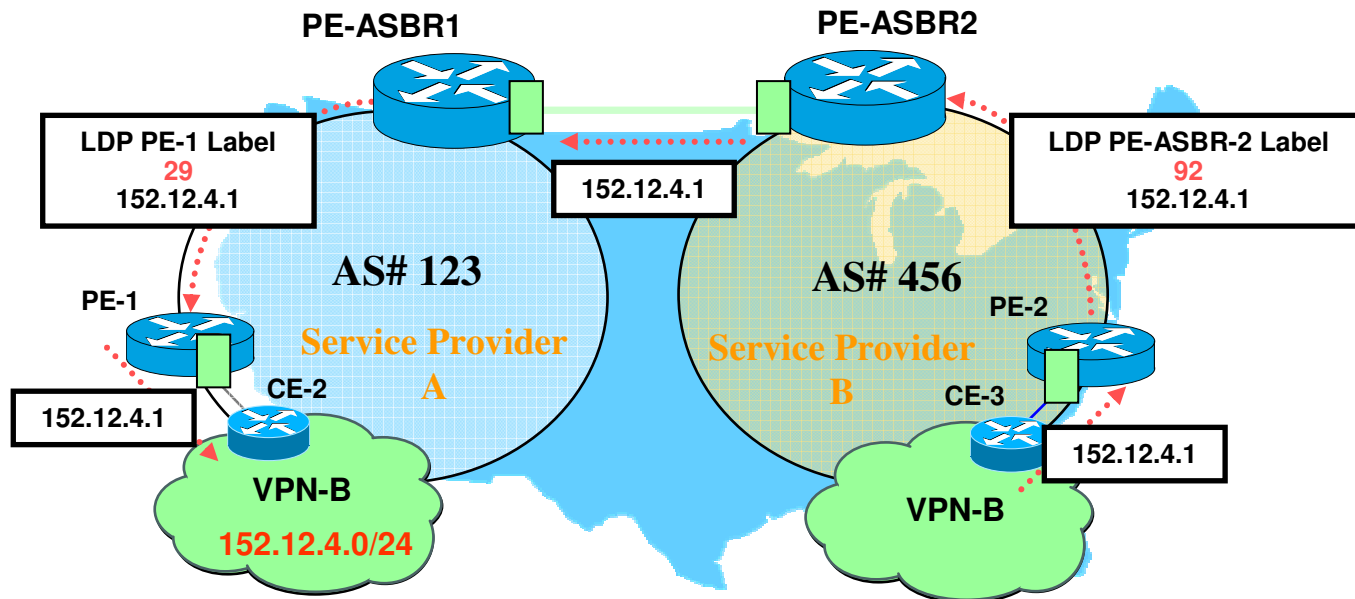 PE-ASBR1
PE-ASBR2
LDP PE-1 Label
29
152.12.4.1
152.12.4.1
LDP PE-ASBR-2 Label
92
152.12.4.1
AS# 123
Service Provider
A
AS# 456
Service Provider
B
PE-1
PE-2
152.12.4.1
CE-2
CE-3
152.12.4.1
VPN-B
152.12.4.0/24
VPN-B